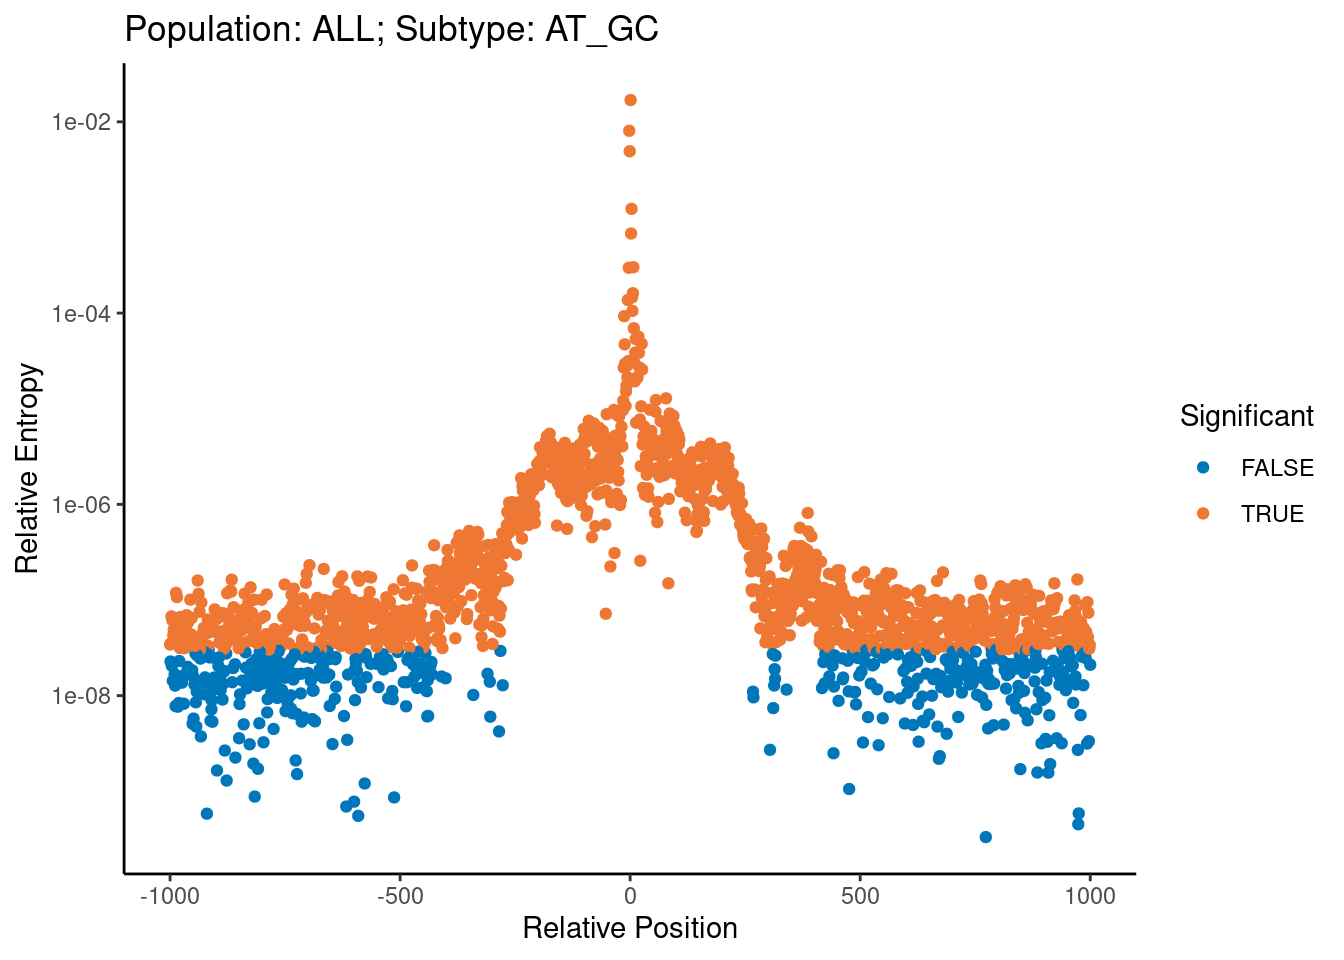 Population: ALL; Subtype: AT_GC
1e-02
1e-04
1e-06
1e-08
Relative Entropy
-1000
-500
0
500
1000
Relative Position
Significant
FALSE
TRUE